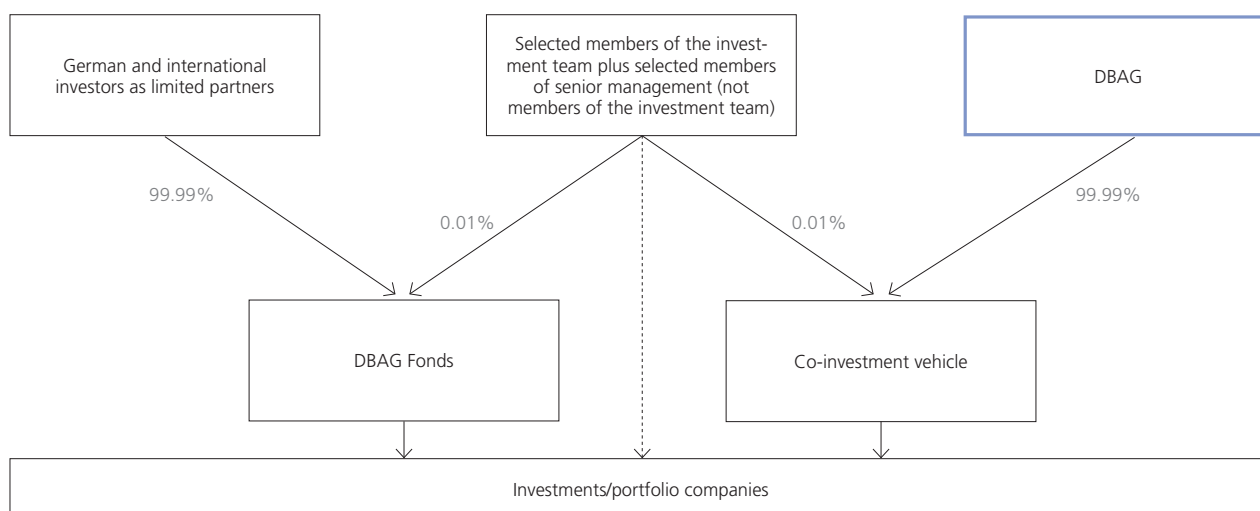 German and international
investors as limited partners
Selected members of the invest-
ment team plus selected members
of senior management (not
members of the investment team)
DBAG
99.99%
0.01%
0.01%
99.99%
DBAG Fonds
Co-investment vehicle
Investments/portfolio companies